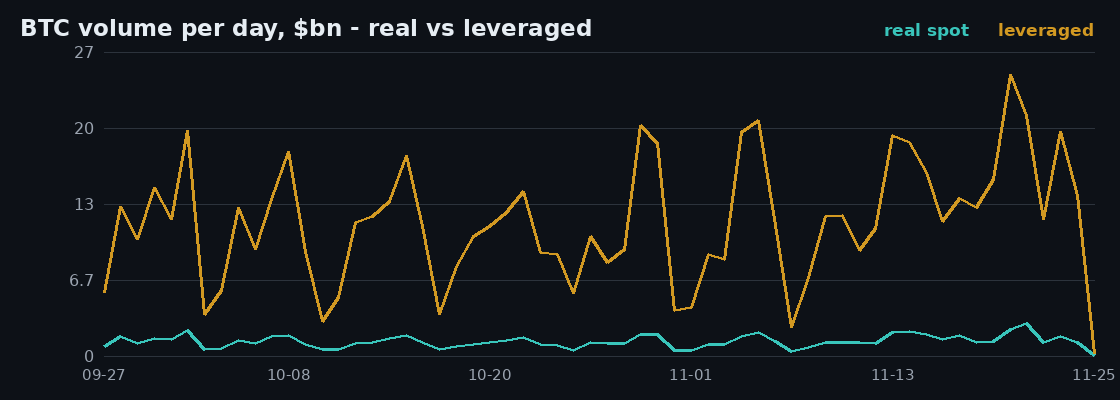 BTC volume per day, $bn - real vs leveraged
real spot leveraged
27
20
13
6.7
0
09-27 10-08 10-20 11-01 11-13 11-25